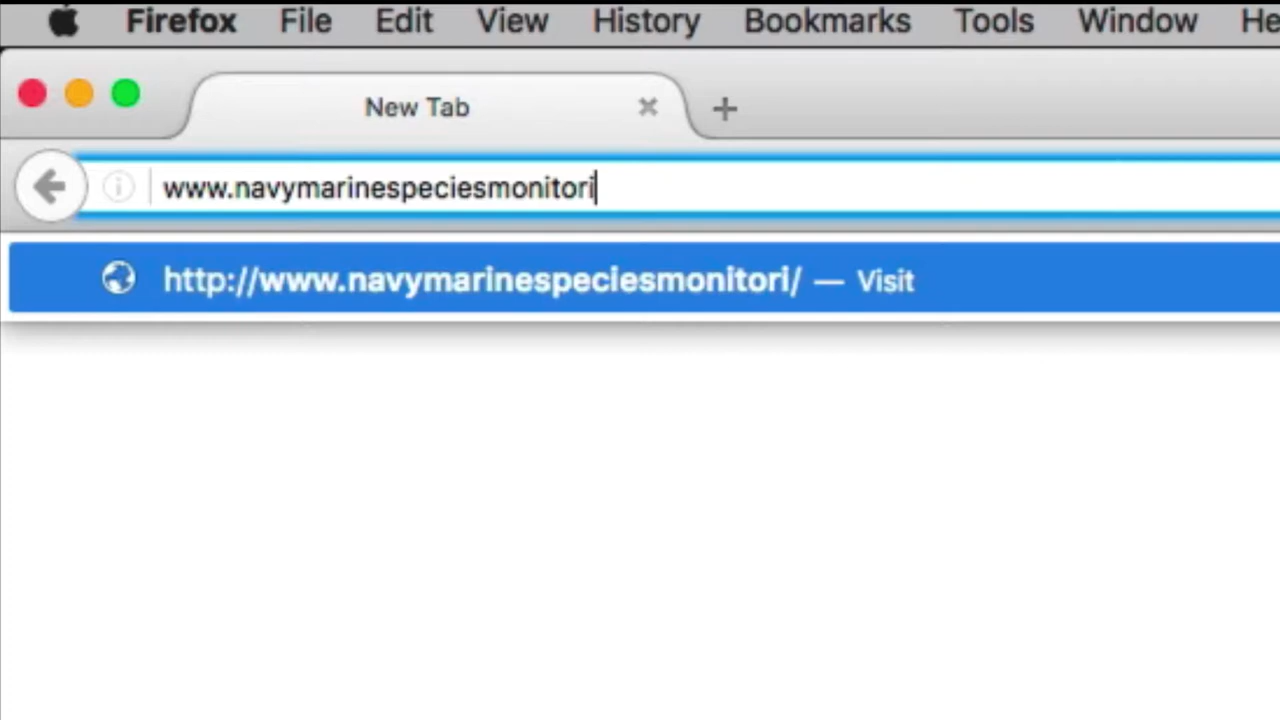 Firefox File Edit View History Bookmarks Tools Window He
New Tab
www.navymarinespeciesmonitori
http://www.navymarinespeciesmonitori/ — Visit